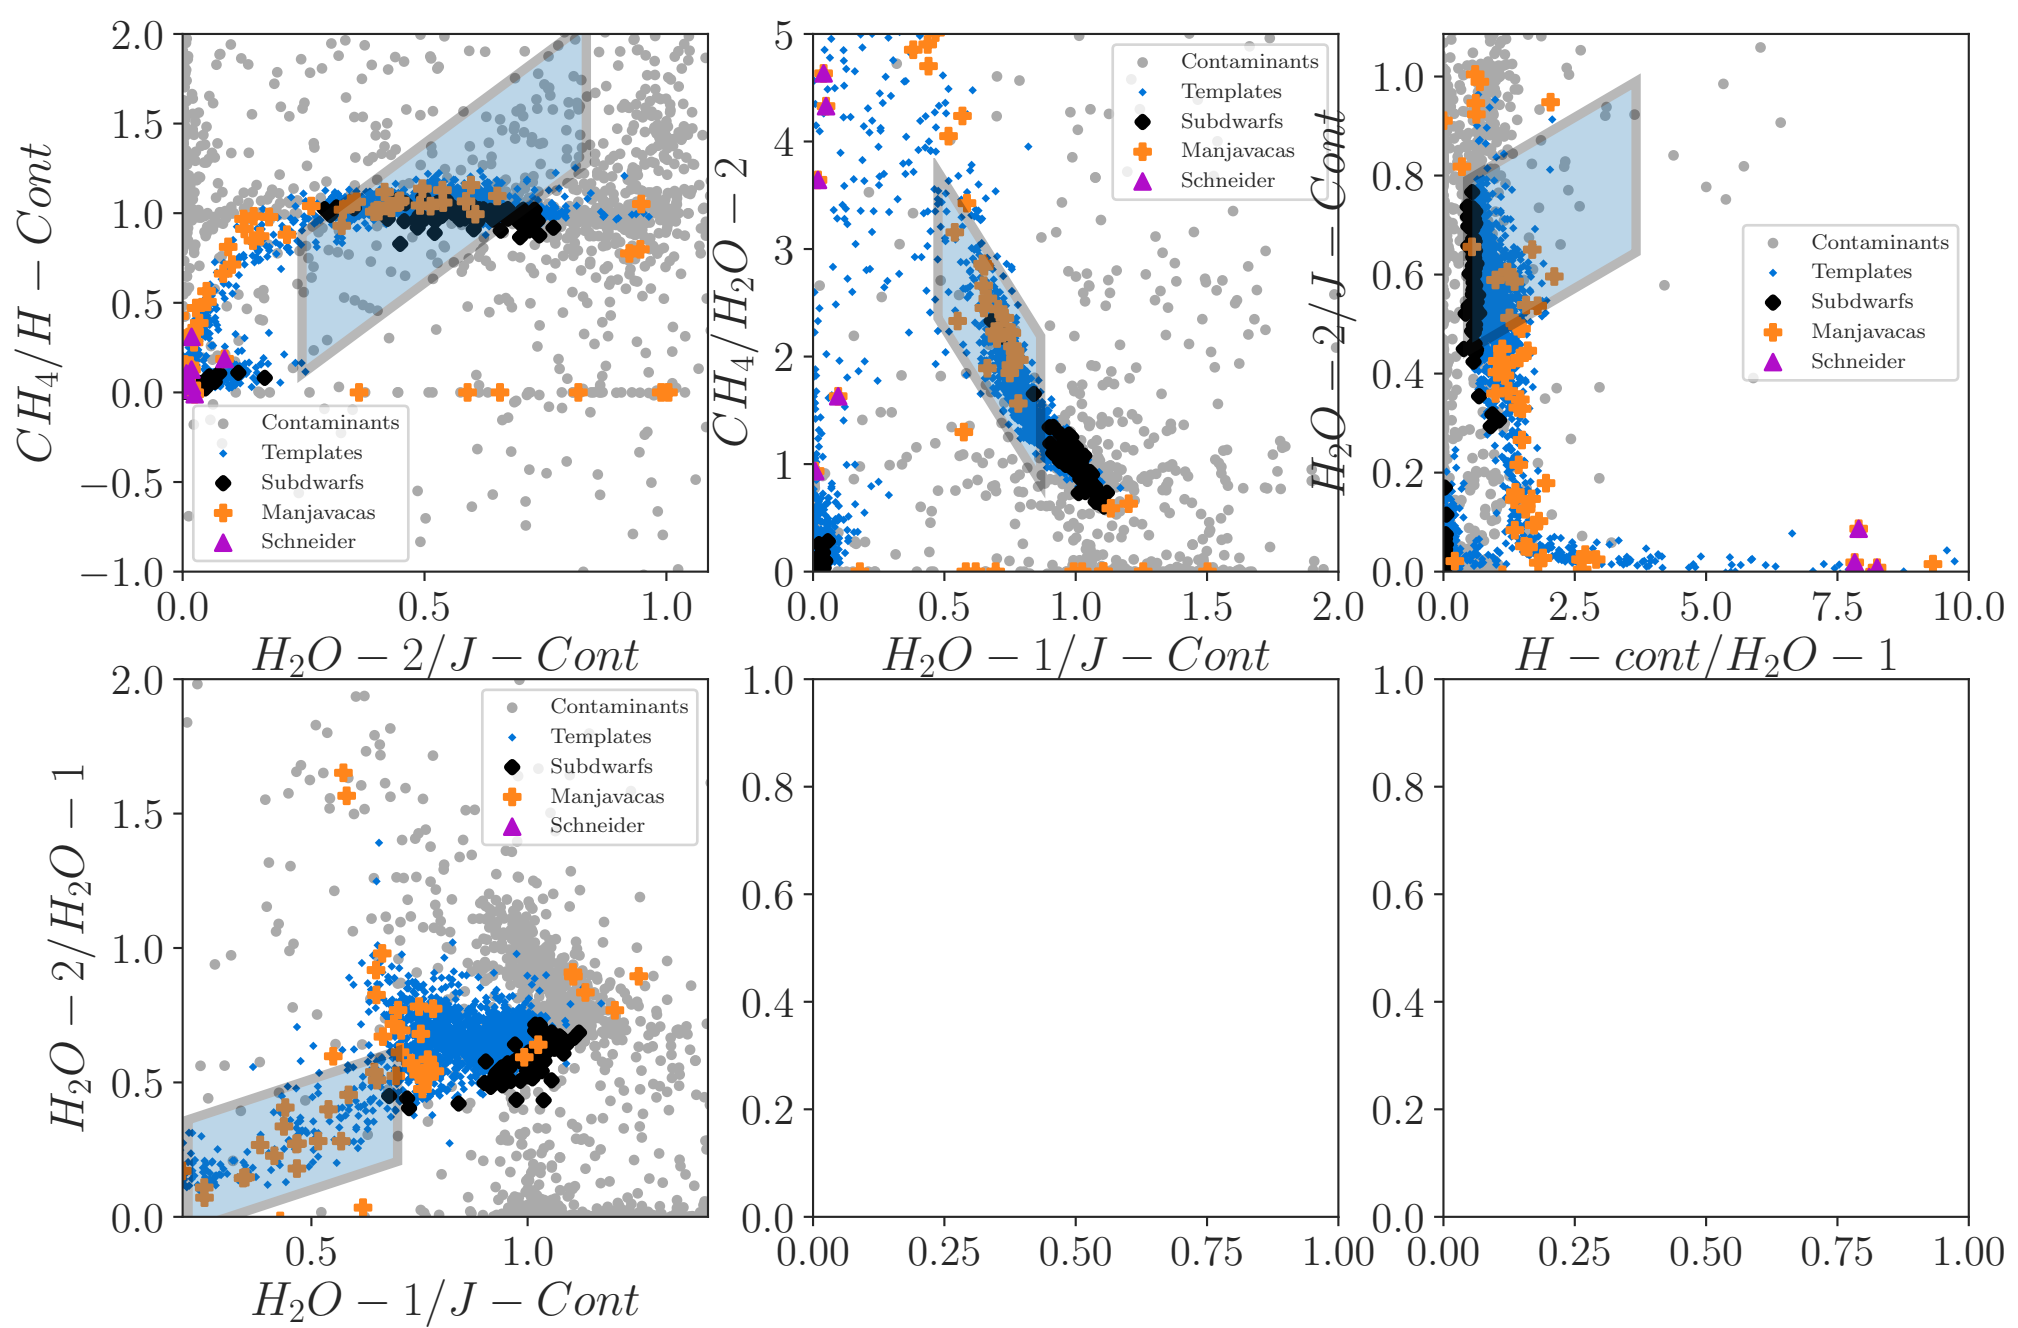 2.0
1.5
1.0
0.5
0.0
−0.5
−1.0
CH₄/H − Cont
Contaminants
Templates
Subdwarfs
Manjavacas
Schneider
0.0 0.5 1.0
H₂O − 2/J − Cont
5
4
3
2
1
0
CH₄/H₂O − 2
Contaminants
Templates
Subdwarfs
Manjavacas
Schneider
0.0 0.5 1.0 1.5 2.0
H₂O − 1/J − Cont
1.0
0.8
0.6
0.4
0.2
0.0
H₂O − 2/J − Cont
Contaminants
Templates
Subdwarfs
Manjavacas
Schneider
0.0 2.5 5.0 7.5 10.0
H − cont/H₂O − 1
2.0
1.5
1.0
0.5
0.0
H₂O − 2/H₂O − 1
Contaminants
Templates
Subdwarfs
Manjavacas
Schneider
0.5 1.0
H₂O − 1/J − Cont
1.0
0.8
0.6
0.4
0.2
0.0
0.00 0.25 0.50 0.75 1.00
1.0
0.8
0.6
0.4
0.2
0.0
0.00 0.25 0.50 0.75 1.00